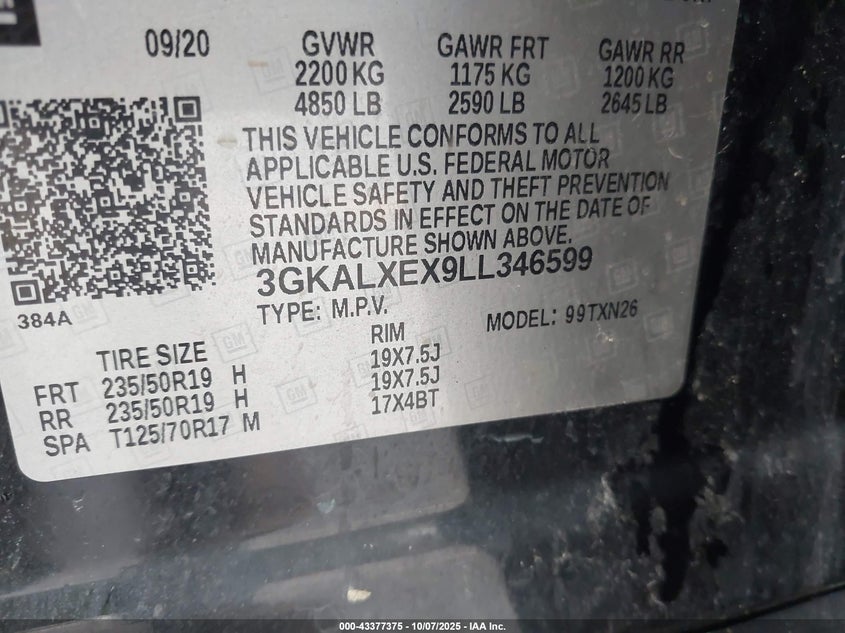 09/20 GVWR GAWR FRT GAWR RR
2200 KG 1175 KG 1200 KG
4850 LB 2590 LB 2645 LB
THIS VEHICLE CONFORMS TO ALL
APPLICABLE U.S. FEDERAL MOTOR
VEHICLE SAFETY AND THEFT PREVENTION
STANDARDS IN EFFECT ON THE DATE OF
MANUFACTURE SHOWN ABOVE.
3GKALXEX9LL346599
384A
TYPE: M.P.V. MODEL: 99TXN26
TIRE SIZE RIM
FRT 235/50R19 H 19X7.5J
RR 235/50R19 H 19X7.5J
SPA T125/70R17 M 17X4BT
000-43377375 - 10/07/2025 - IAA Inc.